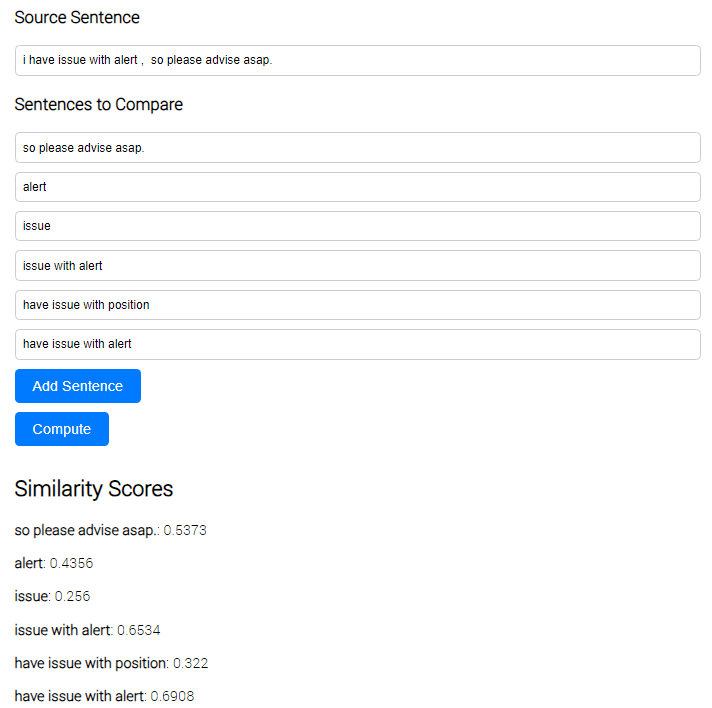 Source Sentence
i have issue with alert ,  so please advise asap.
Sentences to Compare
so please advise asap.
alert
issue
issue with alert
have issue with position
have issue with alert
Add Sentence
Compute
Similarity Scores
so please advise asap.: 0.5373
alert: 0.4356
issue: 0.256
issue with alert: 0.6534
have issue with position: 0.322
have issue with alert: 0.6908